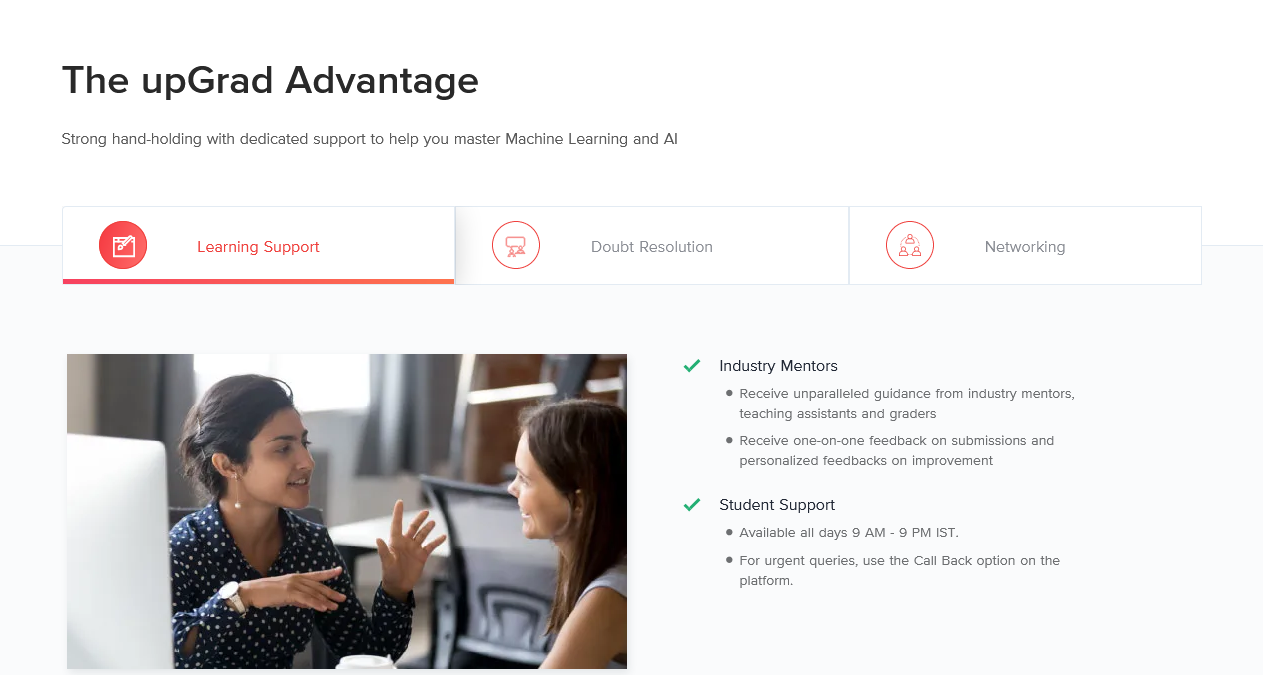 The upGrad Advantage
Strong hand-holding with dedicated support to help you master Machine Learning and AI
Learning Support
Doubt Resolution
Networking
Industry Mentors
Receive unparalleled guidance from industry mentors,
teaching assistants and graders
Receive one-on-one feedback on submissions and
personalized feedbacks on improvement
Student Support
Available all days 9 AM - 9 PM IST.
For urgent queries, use the Call Back option on the
platform.